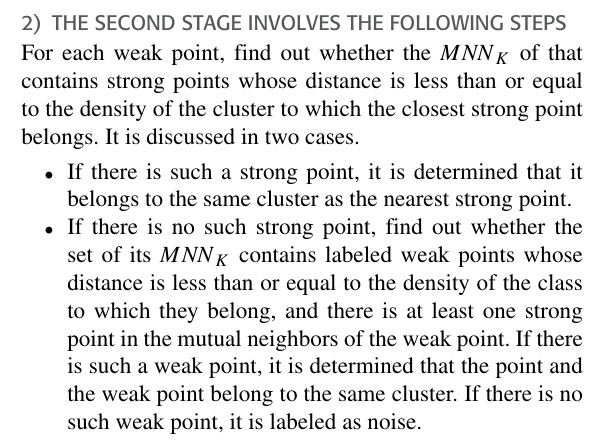 2) THE SECOND STAGE INVOLVES THE FOLLOWING STEPS
For each weak point, find out whether the MNN_K of that
contains strong points whose distance is less than or equal
to the density of the cluster to which the closest strong point
belongs. It is discussed in two cases.
• If there is such a strong point, it is determined that it
belongs to the same cluster as the nearest strong point.
• If there is no such strong point, find out whether the
set of its MNN_K contains labeled weak points whose
distance is less than or equal to the density of the class
to which they belong, and there is at least one strong
point in the mutual neighbors of the weak point. If there
is such a weak point, it is determined that the point and
the weak point belong to the same cluster. If there is no
such weak point, it is labeled as noise.